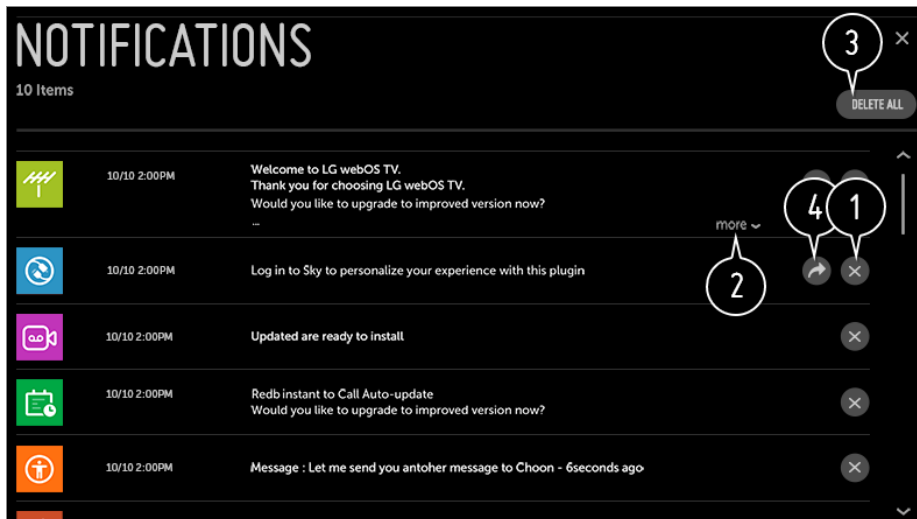 NOTIFICATIONS
3
10 Items
DELETE ALL
10/10 2:00PM
Welcome to LG webOS TV.
Thank you for choosing LG webOS TV.
Would you like to upgrade to improved version now?
...
more
4
1
2
10/10 2:00PM
Log in to Sky to personalize your experience with this plugin
10/10 2:00PM
Updated are ready to install
10/10 2:00PM
Redb instant to Call Auto-update
Would you like to upgrade to improved version now?
10/10 2:00PM
Message : Let me send you antoher message to Choon - 6seconds ago